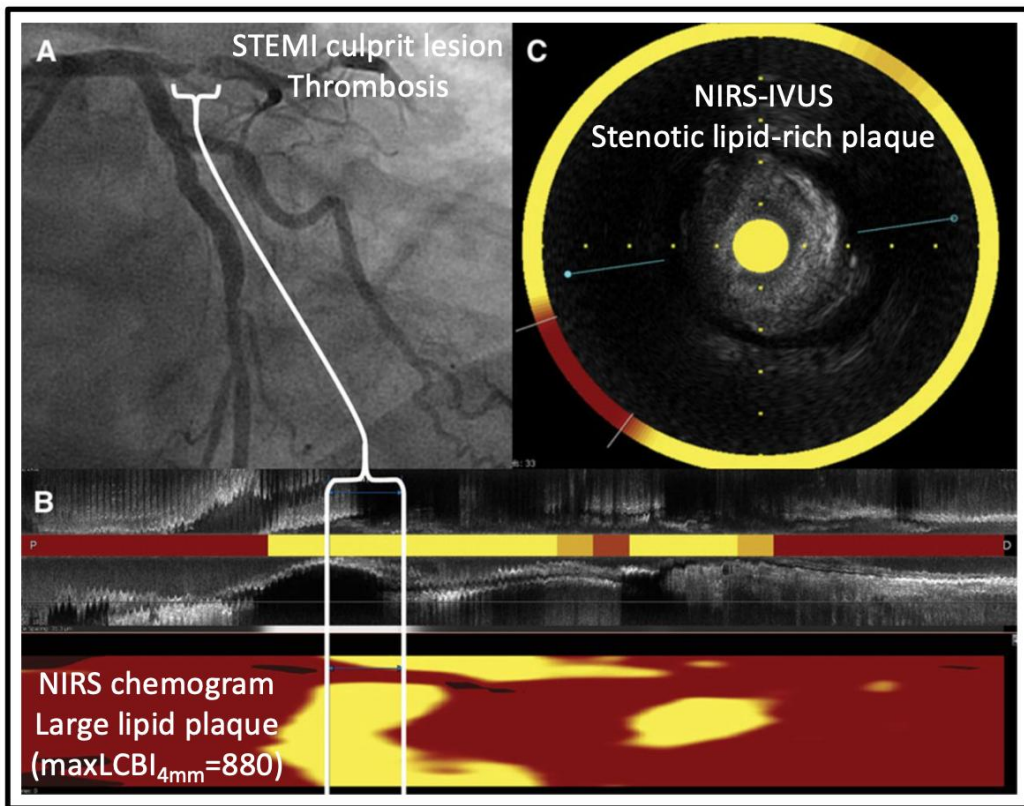 A
STEMI culprit lesion
Thrombosis
C
NIRS-IVUS
Stenotic lipid-rich plaque
B
P
D
NIRS chemogram
Large lipid plaque
(maxLCBI4mm=880)